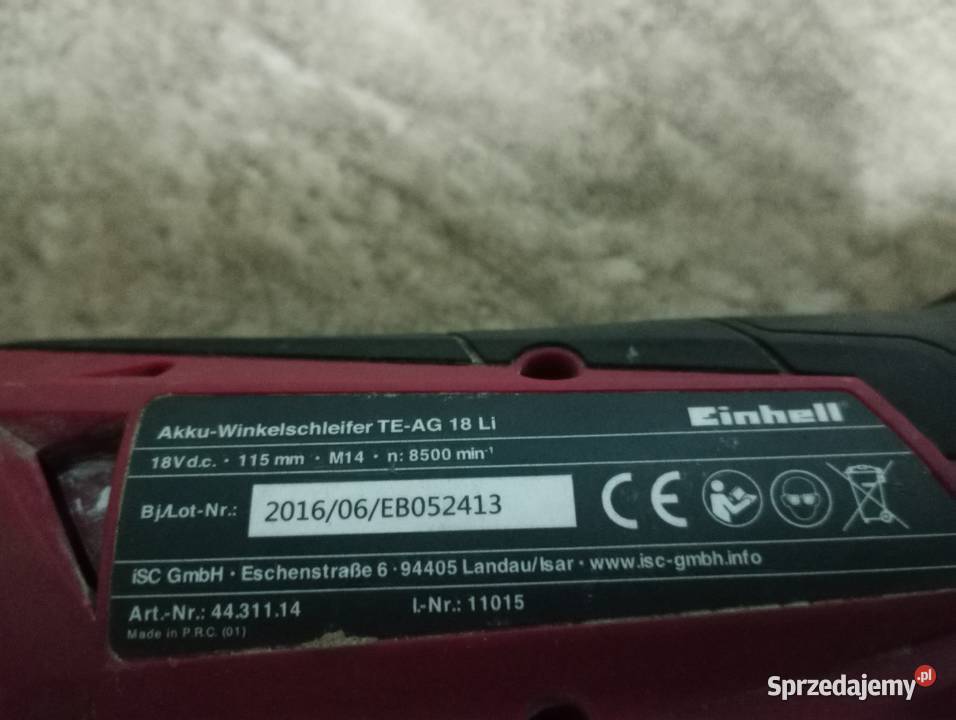 Akku-Winkelschleifer TE-AG 18 Li
Einhell
18V d.c. · 115 mm · M14 · n: 8500 min⁻¹
Bj/Lot-Nr.: 2016/06/EB052413
CE
iSC GmbH · Eschenstraße 6 · 94405 Landau/Isar · www.isc-gmbh.info
Art.-Nr.: 44.311.14 I.-Nr.: 11015
Made in P.R.C. (01)
Sprzedajemy.pl